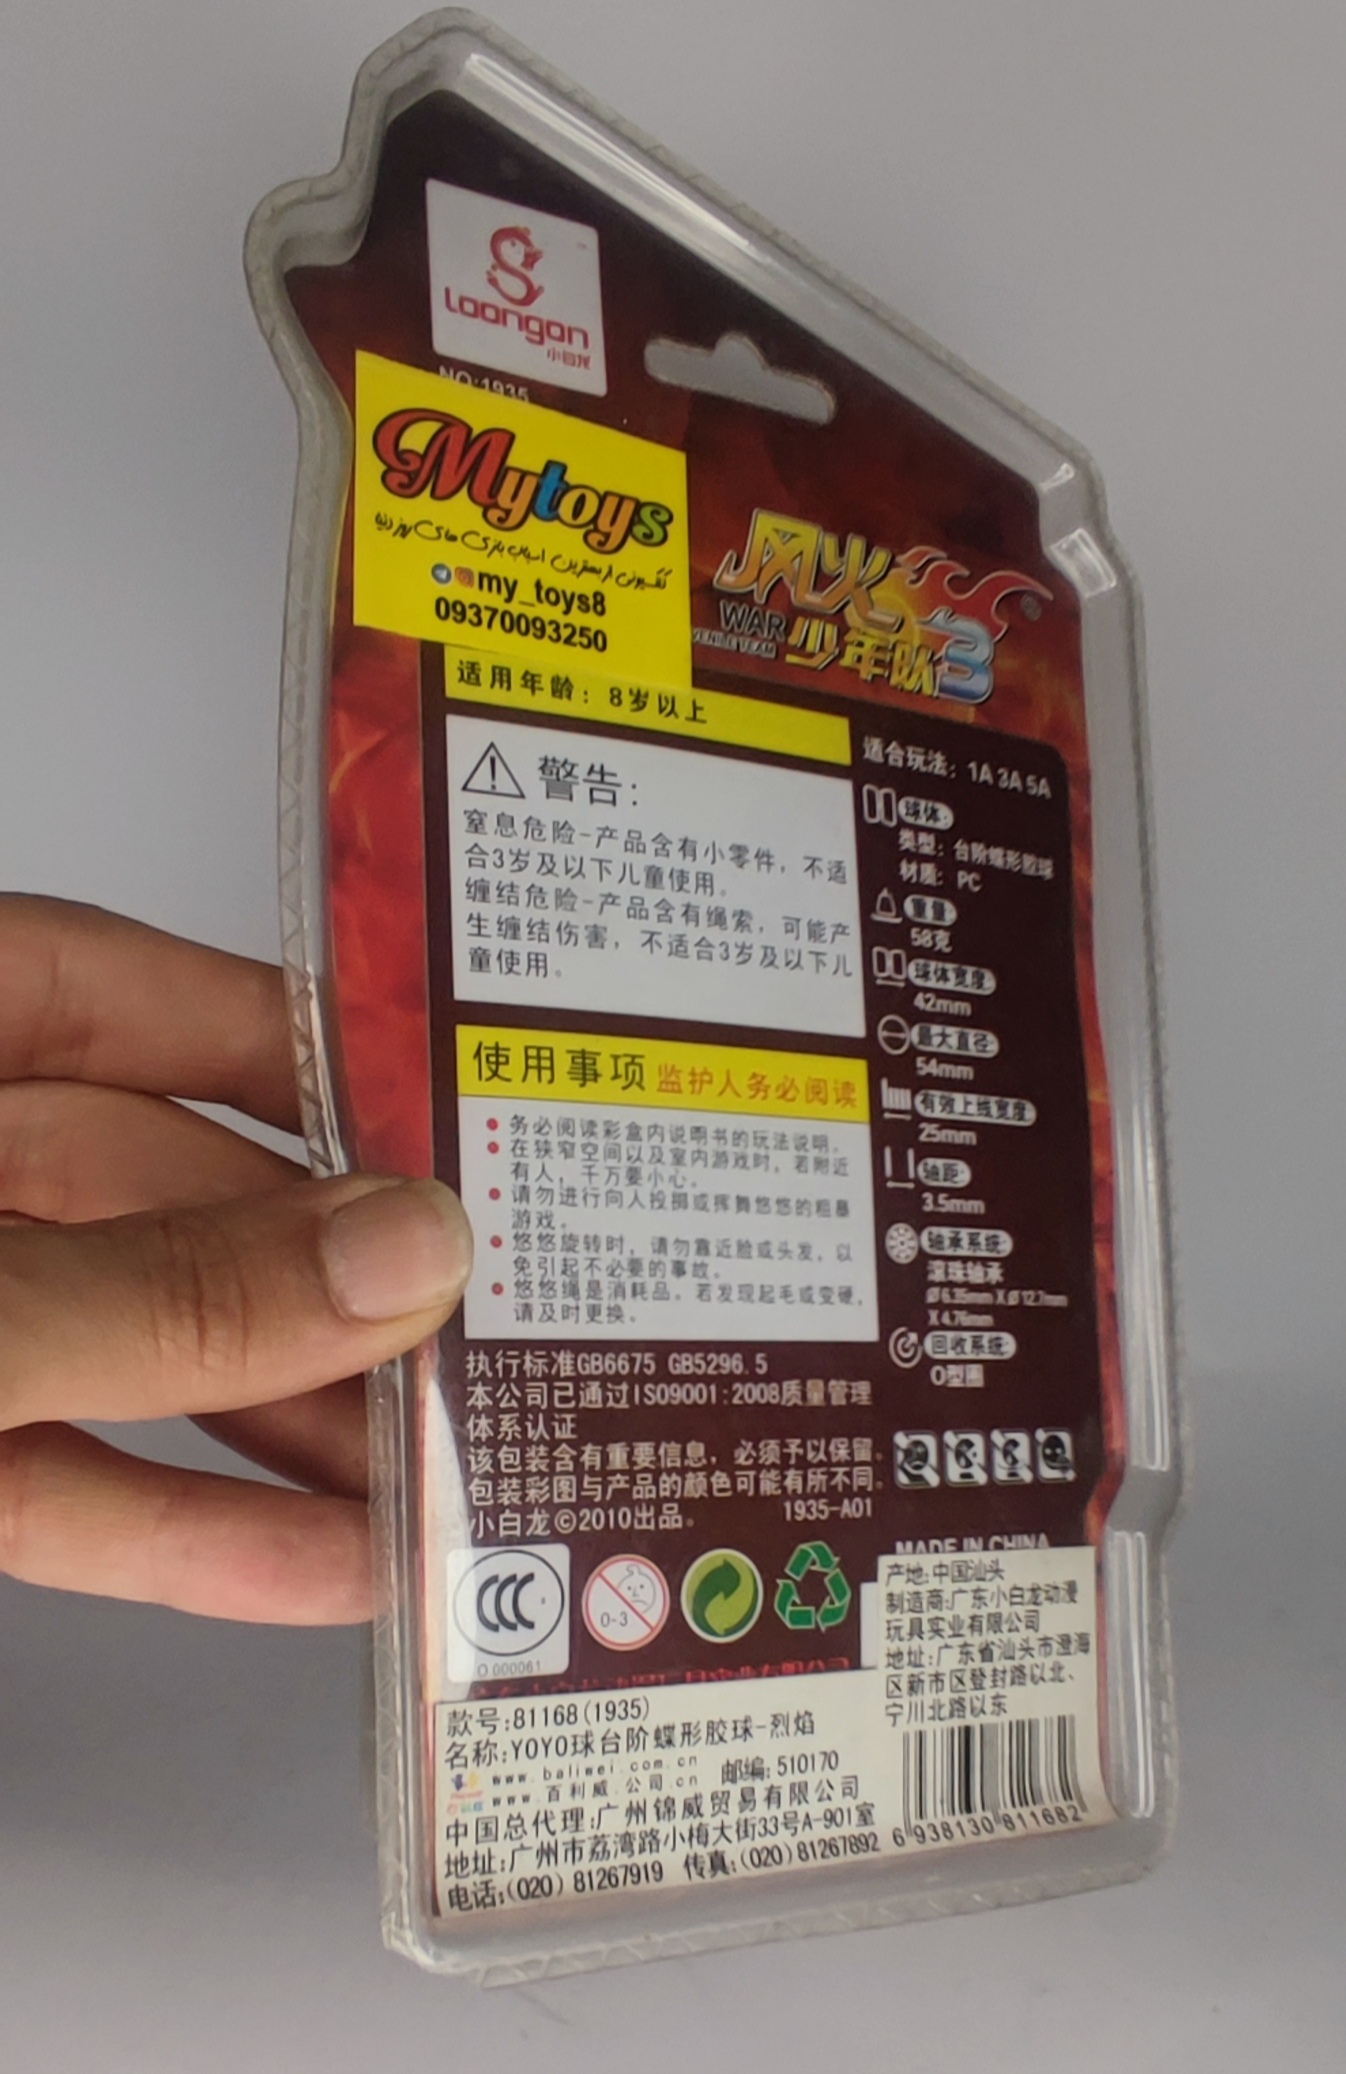 Loongon
小白龙
NO:1935
Mytoys
کلکسیونی از بهترین اسباب بازی های روز دنیا
my_toys8
09370093250
风火
WAR
少年队3
VENILE TEAM
适用年龄：8岁以上
警告：
窒息危险-产品含有小零件，不适
合3岁及以下儿童使用。
缠结危险-产品含有绳索，可能产
生缠结伤害，不适合3岁及以下儿
童使用。
使用事项 监护人务必阅读
务必阅读彩盒内说明书的玩法说明。
在狭窄空间以及室内游戏时，若附近
有人，千万要小心。
请勿进行向人投掷或挥舞悠悠的粗暴
游戏。
悠悠旋转时，请勿靠近脸或头发，以
免引起不必要的事故。
悠悠绳是消耗品。若发现起毛或变硬，
请及时更换。
适合玩法：1A 3A 5A
球体：
类型：台阶蝶形胶球
材质：PC
重量：
58克
球体宽度：
42mm
最大直径：
54mm
有效上线宽度：
25mm
轴距：
3.5mm
轴承系统：
滚珠轴承
Ø6.35mm X Ø12.7mm
X 4.76mm
回收系统：
O型圈
执行标准GB6675 GB5296.5
本公司已通过ISO9001:2008质量管理
体系认证
该包装含有重要信息，必须予以保留。
包装彩图与产品的颜色可能有所不同。
小白龙©2010出品。 1935-A01
CCC
0000061
0-3
MADE IN CHINA
产地:中国汕头
制造商:广东小白龙动漫
玩具实业有限公司
地址:广东省汕头市澄海
区新市区登封路以北、
宁川北路以东
6 938130 811682
款号:81168(1935)
名称:YOYO球台阶蝶形胶球-烈焰
www.baliwei.com.cn
www.百利威.公司.cn 邮编:510170
中国总代理:广州锦威贸易有限公司
地址:广州市荔湾路小梅大街33号A-901室
电话:(020) 81267919 传真:(020)81267892